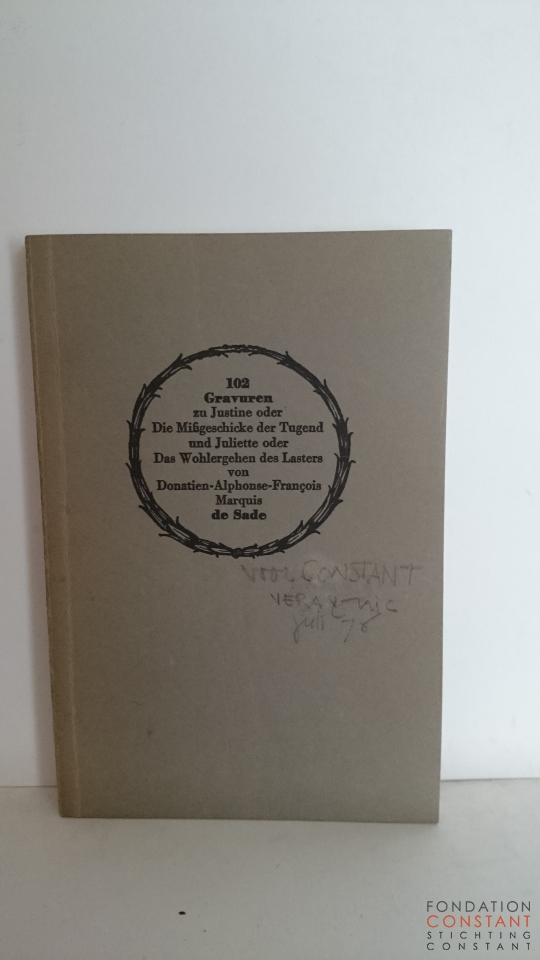 102
Gravuren
zu Justine oder
Die Mißgeschicke der Tugend
und Juliette oder
Das Wohlergehen des Lasters
von
Donatien-Alphonse-François
Marquis
de Sade
voor CONSTANT
juli
FONDATION
CONSTANT
STICHTING
CONSTANT